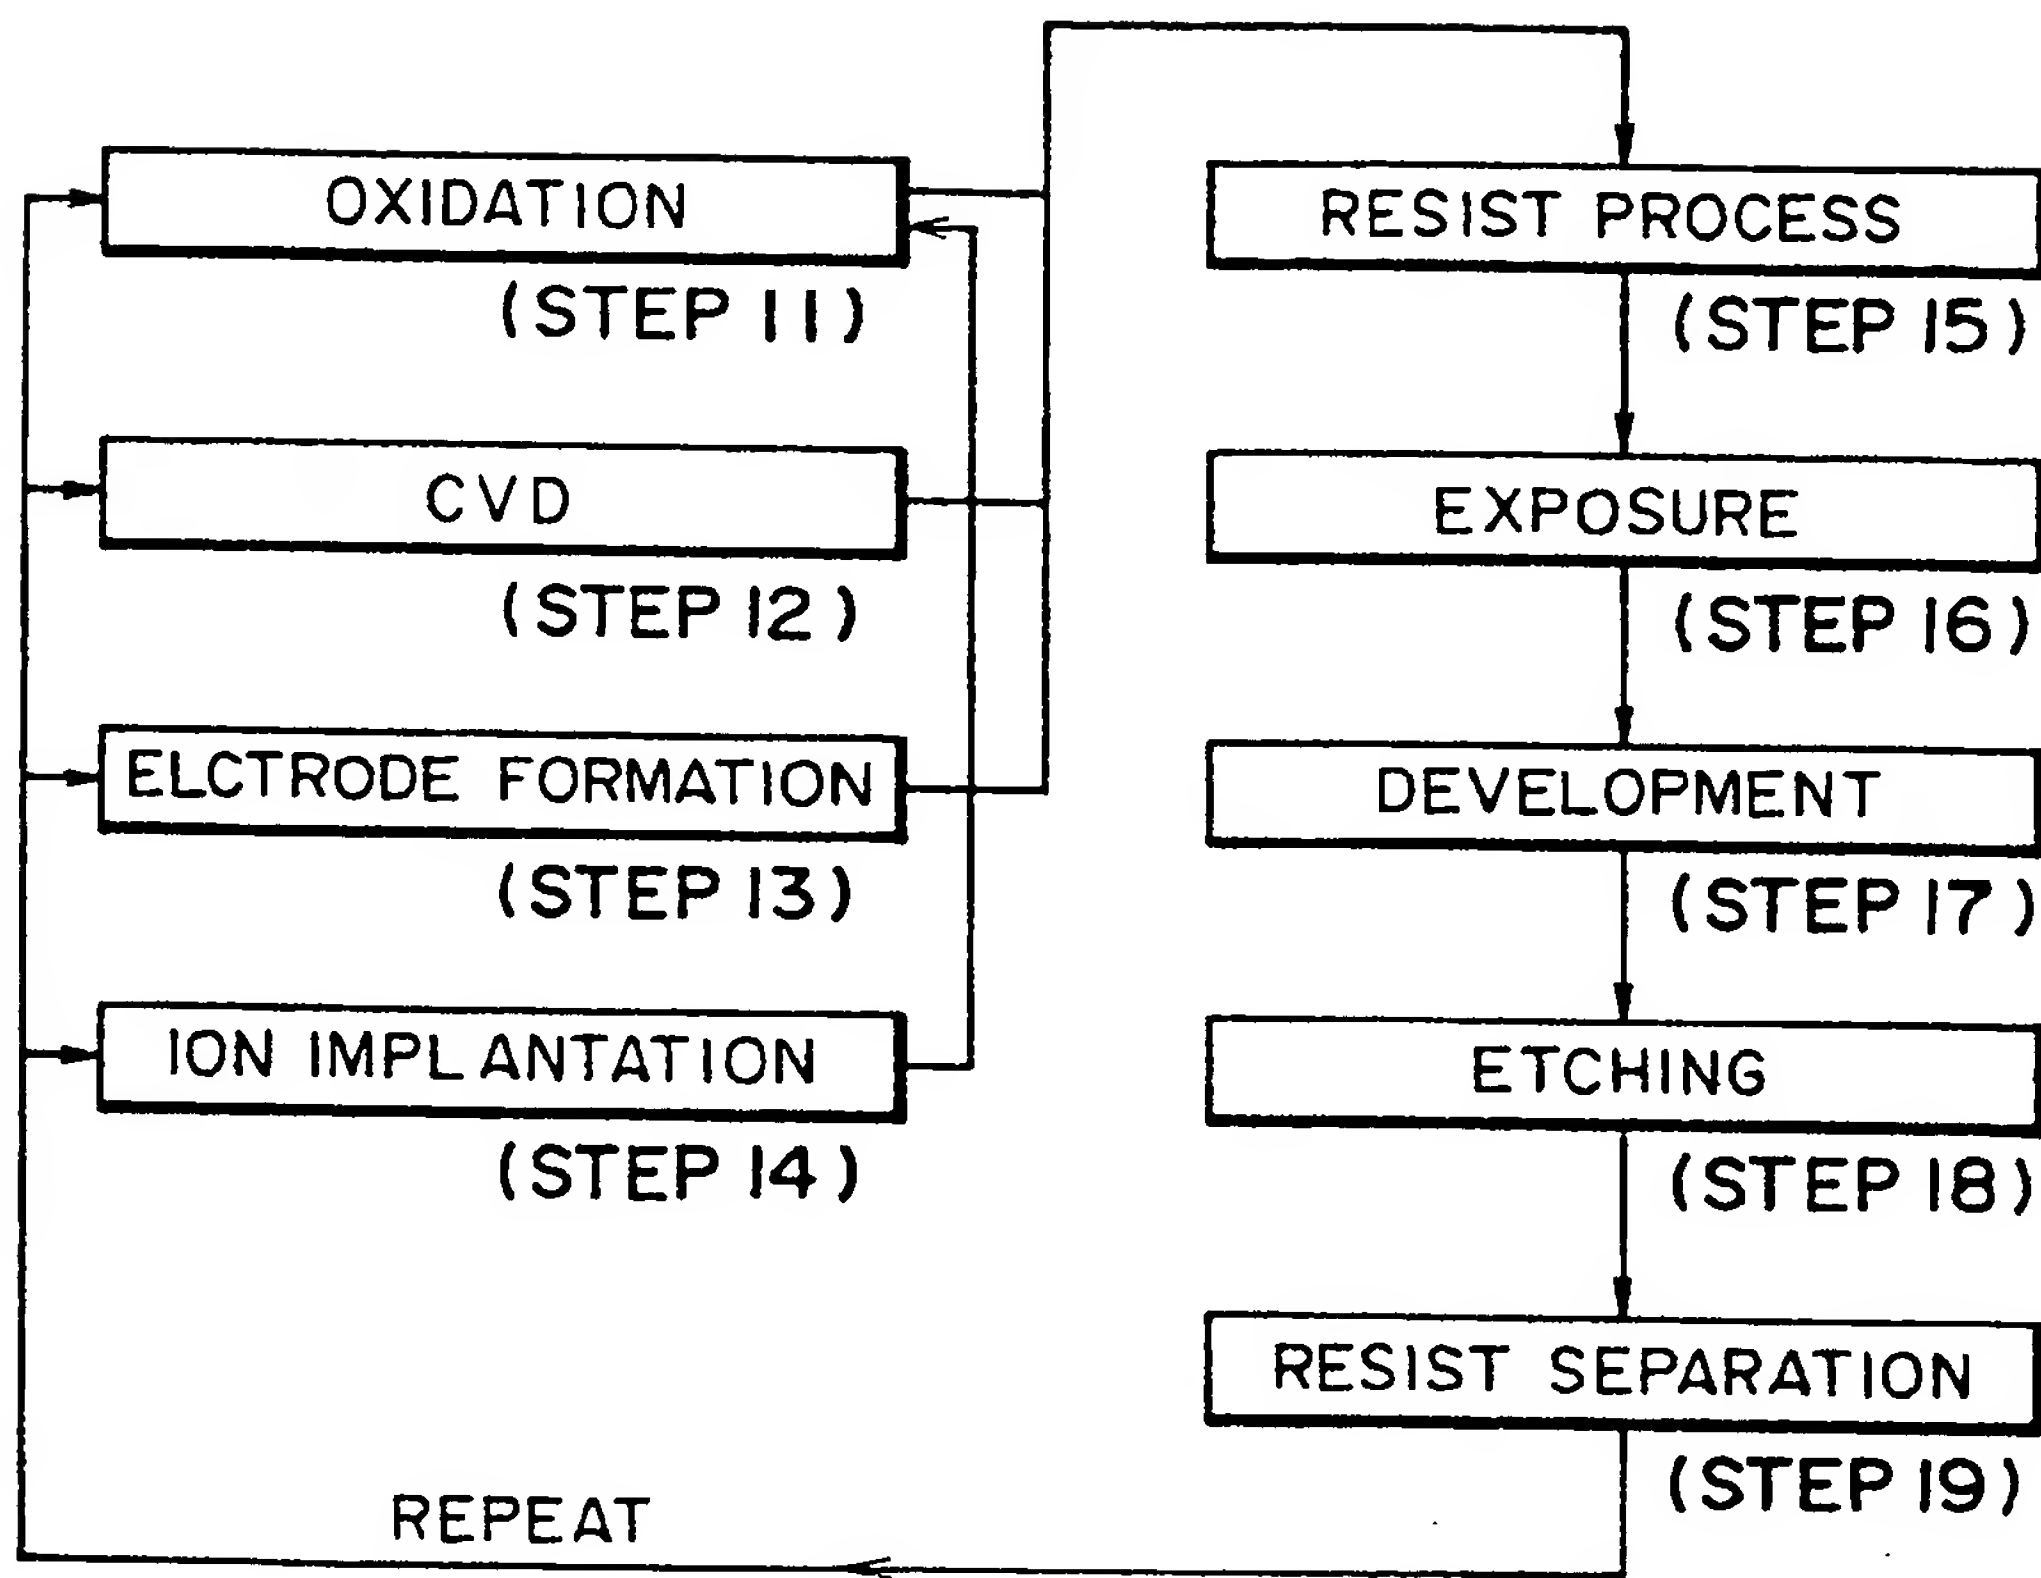 OXIDATION
(STEP 11)
CVD
(STEP 12)
ELCTRODE FORMATION
(STEP 13)
ION IMPLANTATION
(STEP 14)
RESIST PROCESS
(STEP 15)
EXPOSURE
(STEP 16)
DEVELOPMENT
(STEP 17)
ETCHING
(STEP 18)
RESIST SEPARATION
(STEP 19)
REPEAT